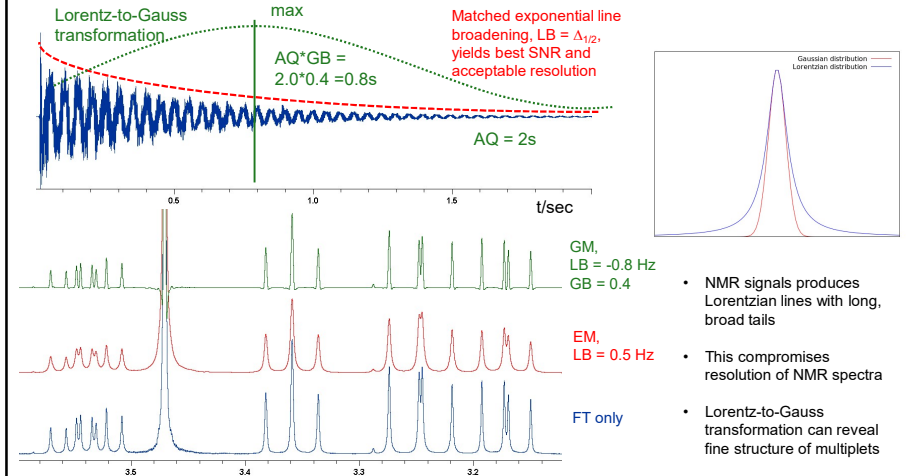 Lorentz-to-Gauss
transformation
max
AQ*GB =
2.0*0.4 =0.8s
Matched exponential line
broadening, LB = Δ1/2,
yields best SNR and
acceptable resolution
AQ = 2s
0.5
1.0
1.5
t/sec
Gaussian distribution
Lorentzian distribution
GM,
LB = -0.8 Hz
GB = 0.4
EM,
LB = 0.5 Hz
FT only
3.5
3.4
3.3
3.2
• NMR signals produces
Lorentzian lines with long,
broad tails
• This compromises
resolution of NMR spectra
• Lorentz-to-Gauss
transformation can reveal
fine structure of multiplets